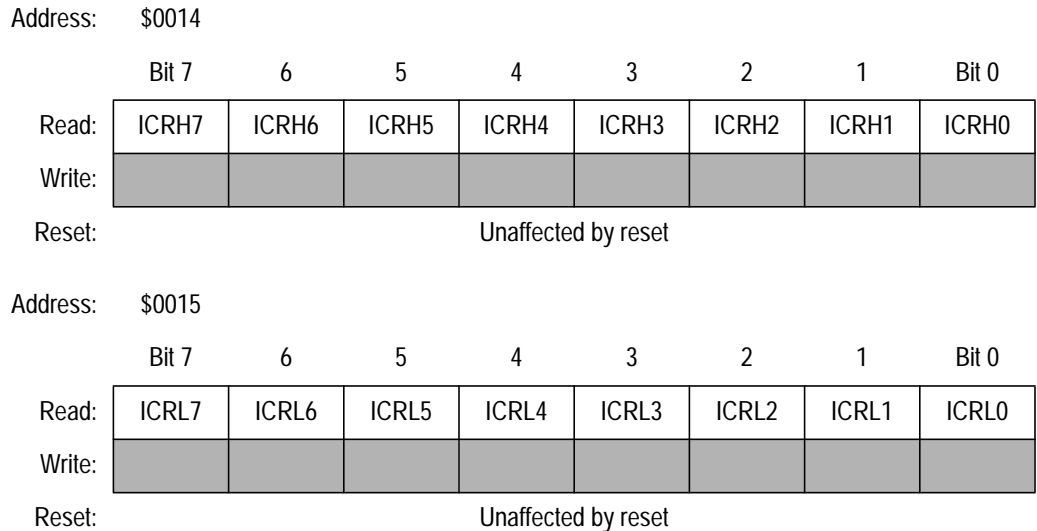 Address: $0014
Bit 7 6 5 4 3 2 1 Bit 0
Read: ICRH7 ICRH6 ICRH5 ICRH4 ICRH3 ICRH2 ICRH1 ICRH0
Write:
Reset: Unaffected by reset
Address: $0015
Bit 7 6 5 4 3 2 1 Bit 0
Read: ICRL7 ICRL6 ICRL5 ICRL4 ICRL3 ICRL2 ICRL1 ICRL0
Write:
Reset: Unaffected by reset